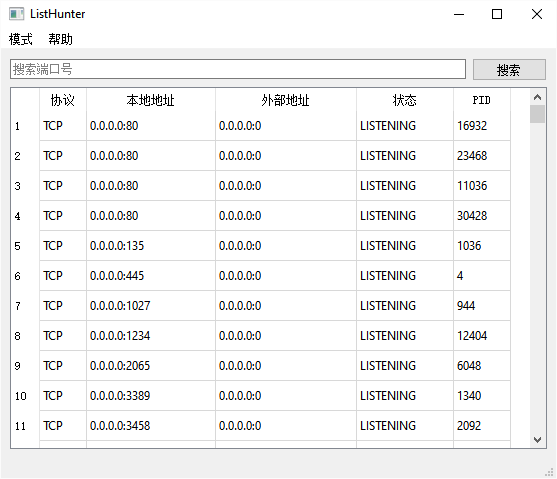 ListHunter
模式 帮助
搜索端口号 搜索
协议 本地地址 外部地址 状态 PID
1 TCP 0.0.0.0:80 0.0.0.0:0 LISTENING 16932
2 TCP 0.0.0.0:80 0.0.0.0:0 LISTENING 23468
3 TCP 0.0.0.0:80 0.0.0.0:0 LISTENING 11036
4 TCP 0.0.0.0:80 0.0.0.0:0 LISTENING 30428
5 TCP 0.0.0.0:135 0.0.0.0:0 LISTENING 1036
6 TCP 0.0.0.0:445 0.0.0.0:0 LISTENING 4
7 TCP 0.0.0.0:1027 0.0.0.0:0 LISTENING 944
8 TCP 0.0.0.0:1234 0.0.0.0:0 LISTENING 12404
9 TCP 0.0.0.0:2065 0.0.0.0:0 LISTENING 6048
10 TCP 0.0.0.0:3389 0.0.0.0:0 LISTENING 1340
11 TCP 0.0.0.0:3458 0.0.0.0:0 LISTENING 2092